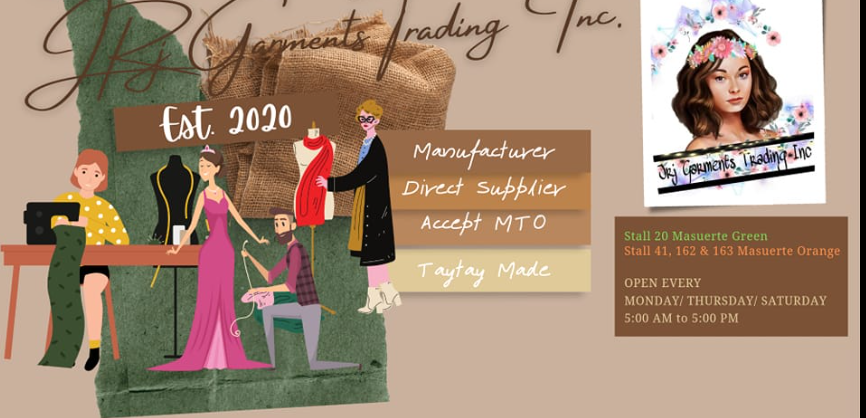 JRj Garments Trading Inc.
Est. 2020
Manufacturer
Direct Supplier
Accept MTO
Taytay Made
Jrj Garments Trading Inc
Stall 20 Masuerte Green
Stall 41, 162 & 163 Masuerte Orange
OPEN EVERY
MONDAY/ THURSDAY/ SATURDAY
5:00 AM to 5:00 PM